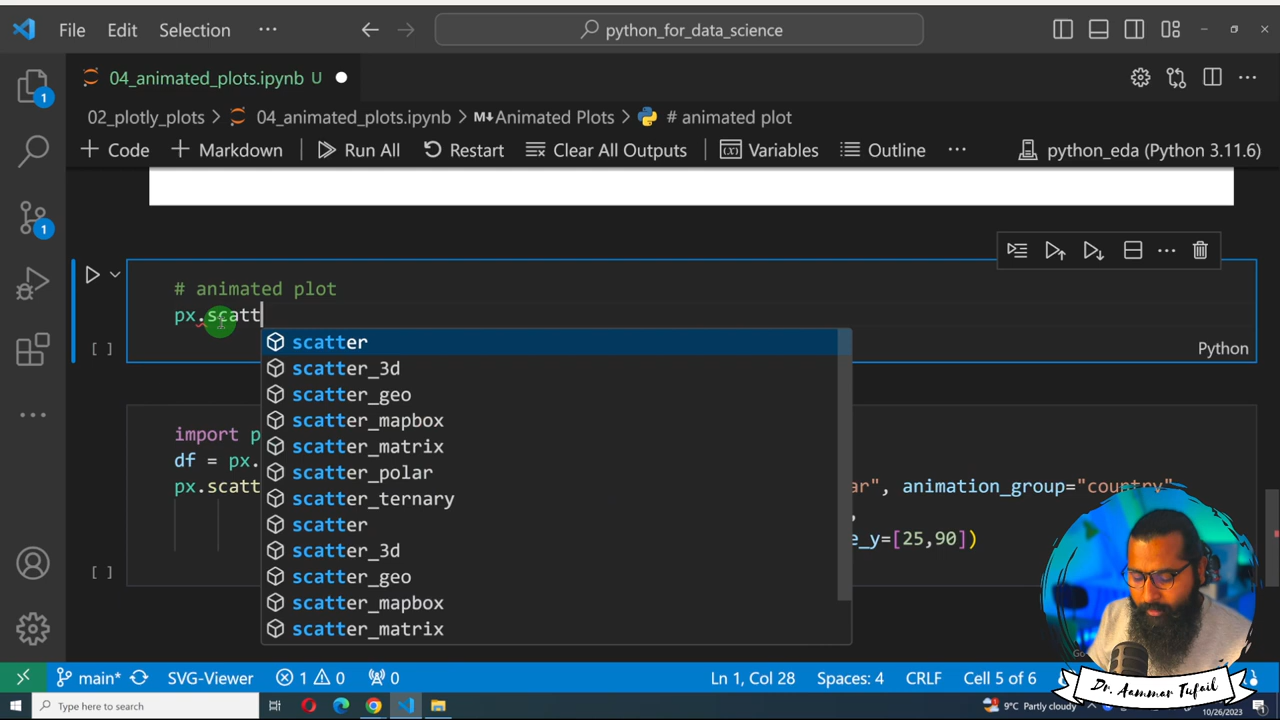 File Edit Selection ··· python_for_data_science
04_animated_plots.ipynb U
02_plotly_plots > 04_animated_plots.ipynb > M↓Animated Plots > # animated plot
+ Code + Markdown Run All Restart Clear All Outputs Variables Outline ··· python_eda (Python 3.11.6)
# animated plot
px.scatt
[ ] Python
scatter
scatter_3d
scatter_geo
scatter_mapbox
scatter_matrix
scatter_polar
scatter_ternary
scatter
scatter_3d
scatter_geo
scatter_mapbox
scatter_matrix
import p
df = px.
px.scatt ar", animation_group="country"
,
e_y=[25,90])
[ ]
1
1
main* SVG-Viewer 1 0 0 Ln 1, Col 28 Spaces: 4 CRLF Cell 5 of 6
Type here to search 9°C Partly cloudy 10/26/2023
Dr. Aammar Tufail